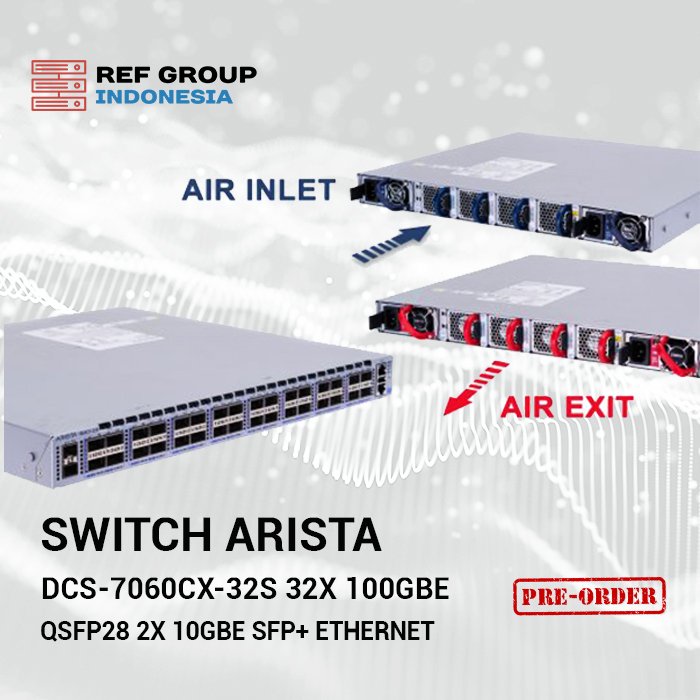 REF GROUP
INDONESIA
AIR INLET
AIR EXIT
SWITCH ARISTA
DCS-7060CX-32S 32X 100GBE
QSFP28 2X 10GBE SFP+ ETHERNET
PRE-ORDER